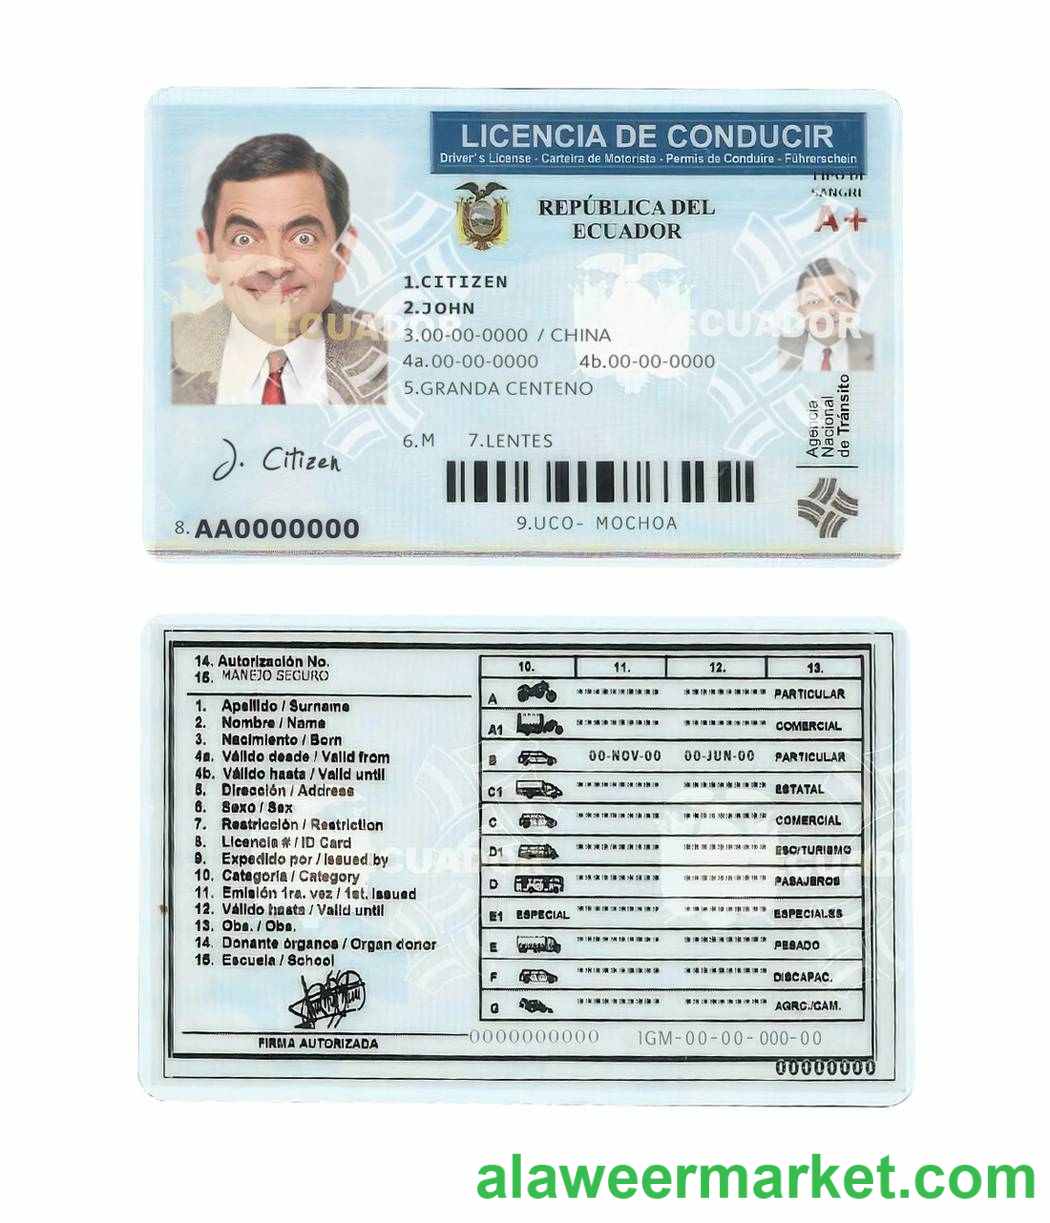 LICENCIA DE CONDUCIR
Driver's License - Carteira de Motorista - Permis de Conduire - Führerschein
TIPO DE
SANGRE
A+
REPÚBLICA DEL
ECUADOR
1.CITIZEN
2.JOHN
3.00-00-0000 / CHINA
4a.00-00-0000 4b.00-00-0000
5.GRANDA CENTENO
ECUADOR
ECUADOR
6.M 7.LENTES
Agencia
Nacional
de Tránsito
J. Citizen
8. AA0000000
9.UCO- MOCHOA
14. Autorización No.
15. MANEJO SEGURO
1. Apellido / Surname
2. Nombre / Name
3. Nacimiento / Born
4a. Válido desde / Valid from
4b. Válido hasta / Valid until
5. Dirección / Address
6. Sexo / Sex
7. Restricción / Restriction
8. Licencia # / ID Card
9. Expedido por / Issued by
10. Categoría / Category
11. Emisión 1ra. vez / 1st. Issued
12. Válido hasta / Valid until
13. Obs. / Obs.
14. Donante órganos / Organ donor
15. Escuela / School
FIRMA AUTORIZADA
10. 11. 12. 13.
A PARTICULAR
A1 COMERCIAL
B 00-NOV-00 00-JUN-00 PARTICULAR
C1 ESTATAL
C COMERCIAL
D1 ESC/TURISMO
D PASAJEROS
E1 ESPECIAL ESPECIALES
E PESADO
F DISCAPAC.
G AGRC./CAM.
ECUADOR
0000000000 IGM-00-00-000-00
00000000
alaweermarket.com